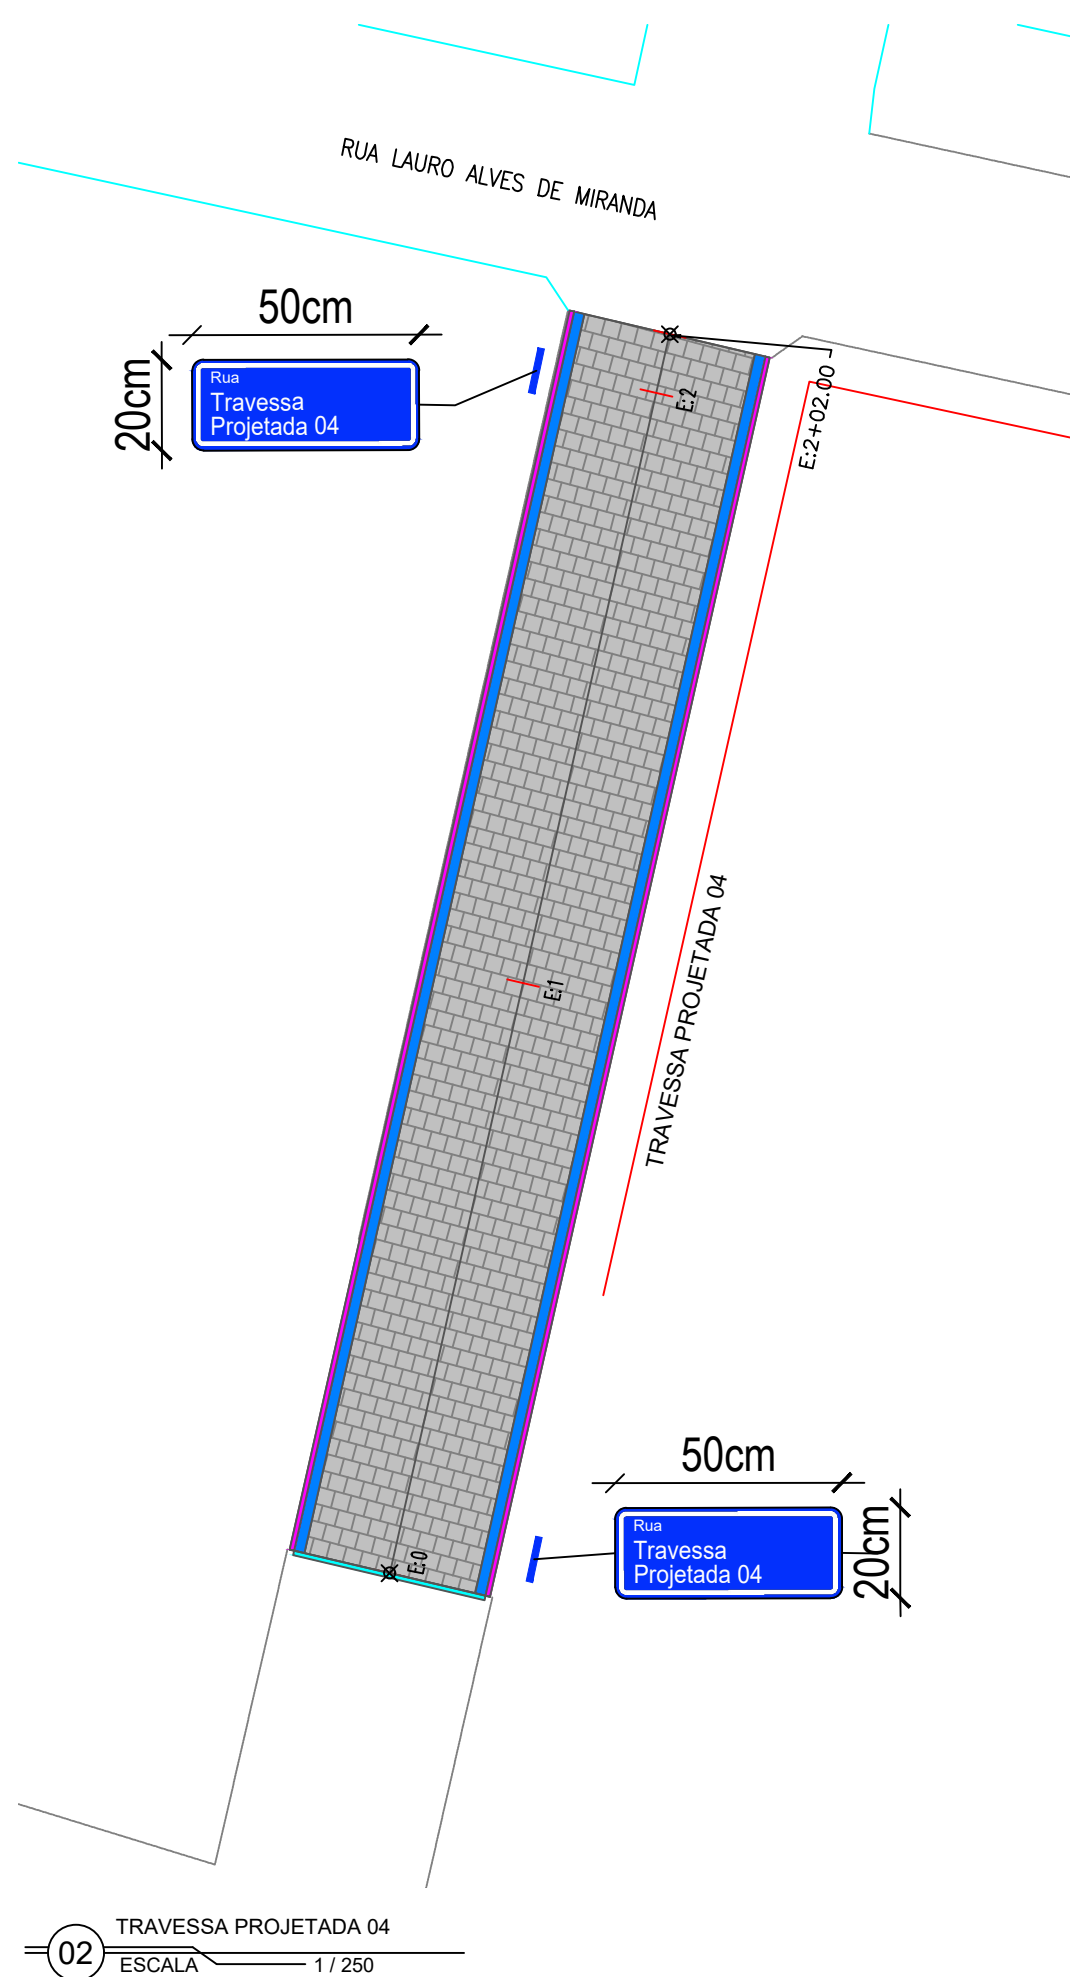 RUA LAURO ALVES DE MIRANDA
50cm
20cm
Rua
Travessa
Projetada 04
E:2
E:2+02.00
TRAVESSA PROJETADA 04
E:1
50cm
20cm
Rua
Travessa
Projetada 04
E:0
02
TRAVESSA PROJETADA 04
ESCALA 1 / 250